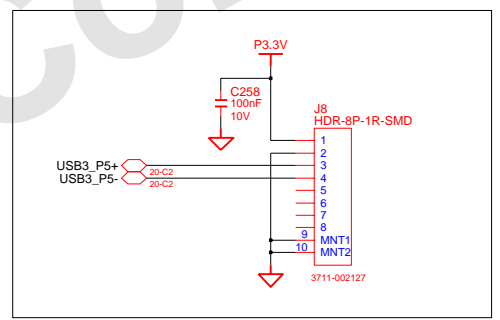 P3.3V
C258
100nF
10V
J8
HDR-8P-1R-SMD
1
2
USB3_P5+
20-C2
3
USB3_P5-
20-C2
4
5
6
7
8
9
MNT1
10
MNT2
3711-002127